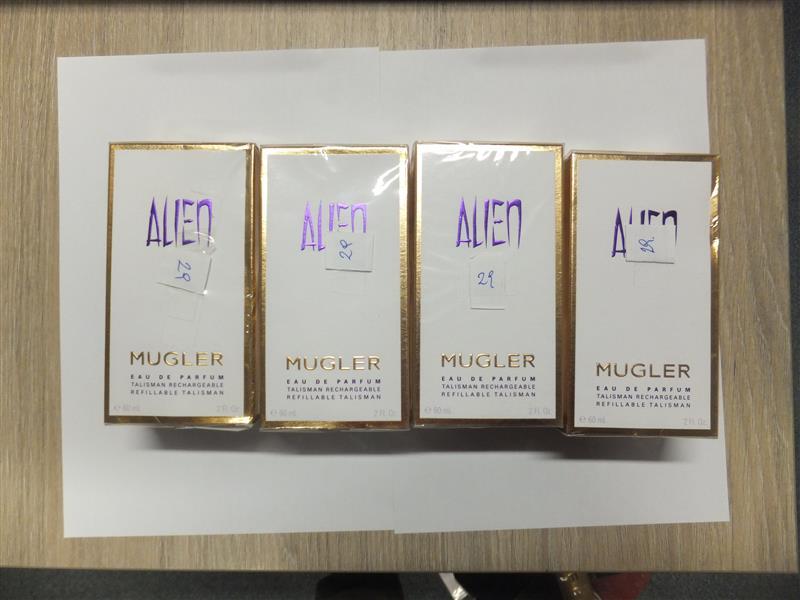 ALIEN
29
MUGLER
EAU DE PARFUM
TALISMAN RECHARGEABLE
REFILLABLE TALISMAN
℮ 60 mL 2 Fl. Oz.
ALIEN
29
MUGLER
EAU DE PARFUM
TALISMAN RECHARGEABLE
REFILLABLE TALISMAN
℮ 60 mL 2 Fl. Oz.
ALIEN
29
MUGLER
EAU DE PARFUM
TALISMAN RECHARGEABLE
REFILLABLE TALISMAN
℮ 60 mL 2 Fl. Oz.
ALIEN
29.
MUGLER
EAU DE PARFUM
TALISMAN RECHARGEABLE
REFILLABLE TALISMAN
℮ 60 mL 2 Fl. Oz.